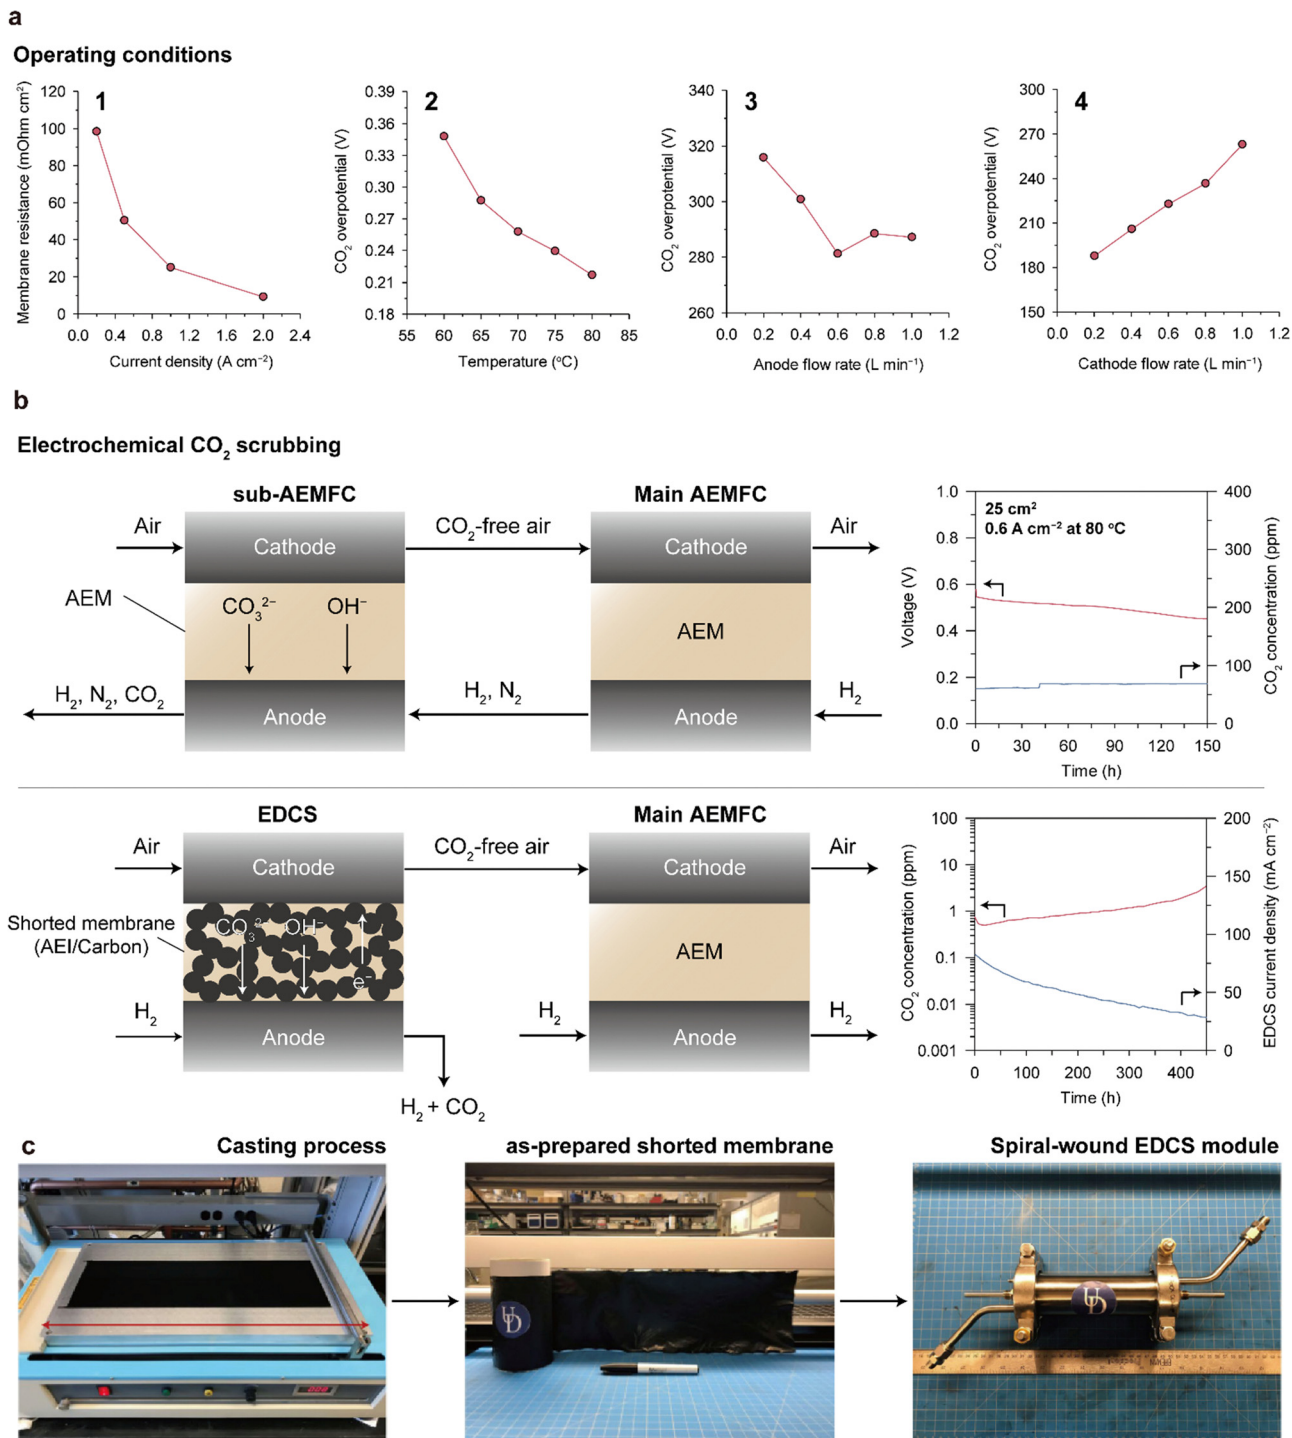 a
Operating conditions
1
Membrane resistance (mOhm cm²)
120
100
80
60
40
20
0
0.0 0.4 0.8 1.2 1.6 2.0 2.4
Current density (A cm⁻²)
2
CO₂ overpotential (V)
0.39
0.36
0.33
0.30
0.27
0.24
0.21
0.18
55 60 65 70 75 80 85
Temperature (°C)
3
CO₂ overpotential (V)
340
320
300
280
260
0.0 0.2 0.4 0.6 0.8 1.0 1.2
Anode flow rate (L min⁻¹)
4
CO₂ overpotential (V)
300
270
240
210
180
150
0.0 0.2 0.4 0.6 0.8 1.0 1.2
Cathode flow rate (L min⁻¹)
b
Electrochemical CO₂ scrubbing
sub-AEMFC
Main AEMFC
Air
Cathode
CO₂-free air
Cathode
Air
AEM
CO₃²⁻
OH⁻
AEM
H₂, N₂, CO₂
Anode
H₂, N₂
Anode
H₂
25 cm²
0.6 A cm⁻² at 80 °C
Voltage (V)
1.0
0.8
0.6
0.4
0.2
0.0
CO₂ concentration (ppm)
400
300
200
100
0
0 30 60 90 120 150
Time (h)
EDCS
Main AEMFC
Air
Cathode
CO₂-free air
Cathode
Air
Shorted membrane
(AEI/Carbon)
CO₃²⁻
OH⁻
e⁻
AEM
H₂
Anode
H₂
Anode
H₂
H₂ + CO₂
CO₂ concentration (ppm)
100
10
1
0.1
0.01
0.001
EDCS current density (mA cm⁻²)
200
150
100
50
0
0 100 200 300 400
Time (h)
c
Casting process
as-prepared shorted membrane
Spiral-wound EDCS module
UD
UD